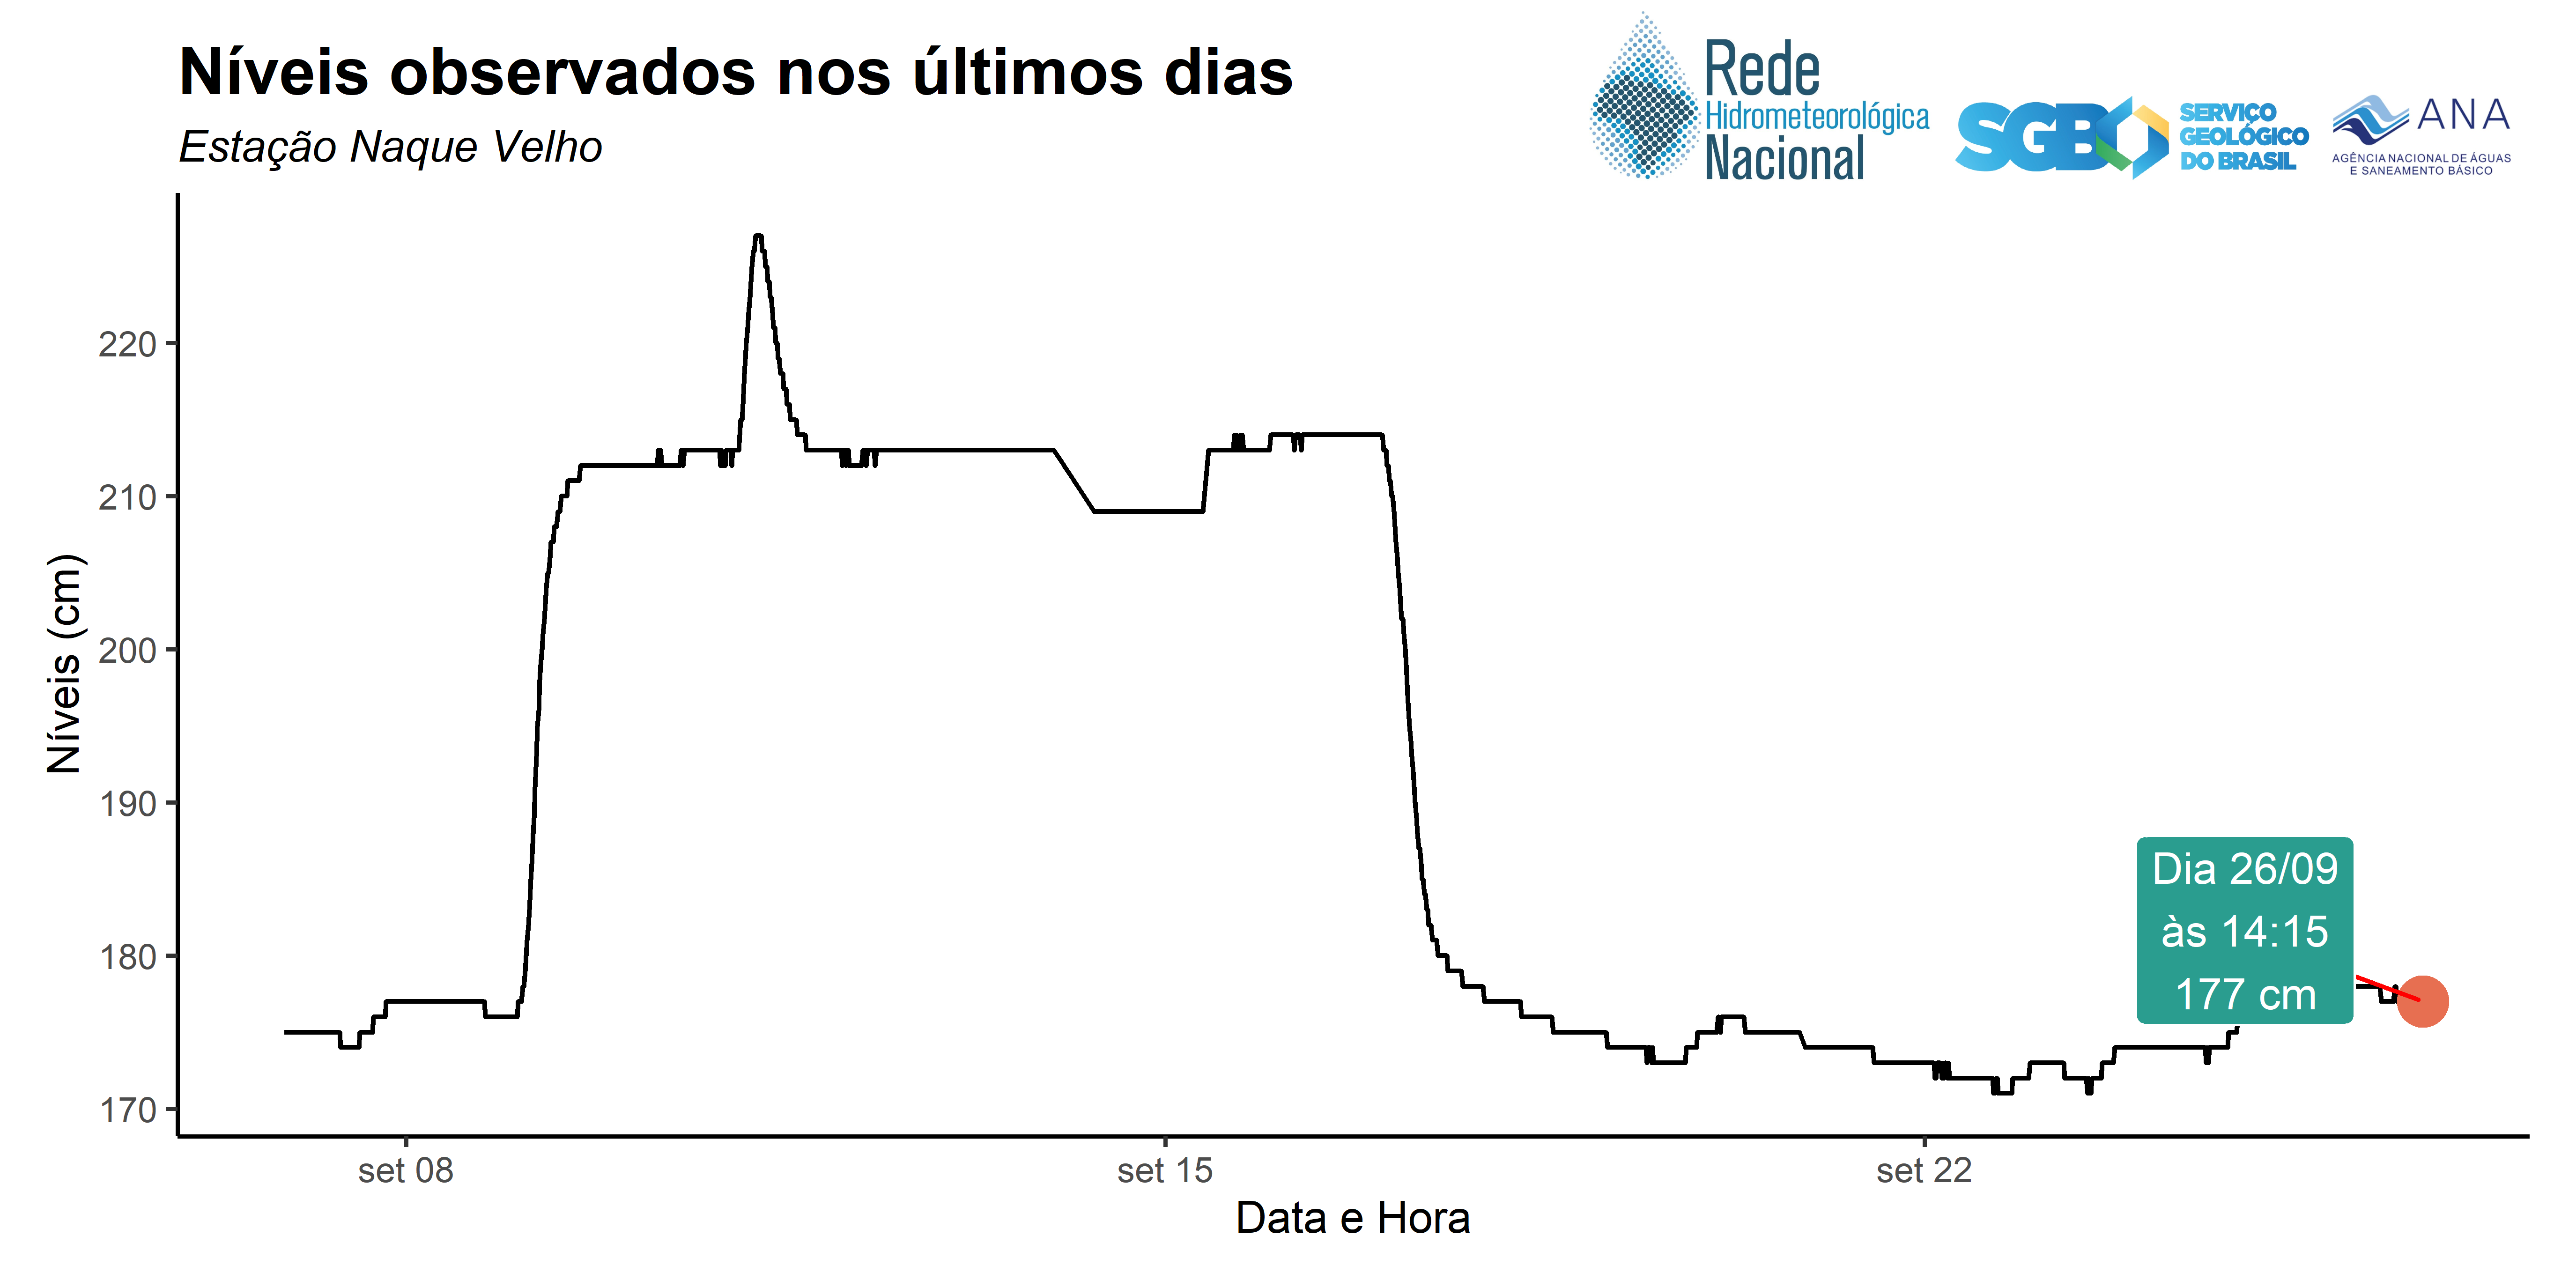 Níveis observados nos últimos dias
Estação Naque Velho
Rede
Hidrometeorológica
Nacional
SGB
SERVIÇO
GEOLÓGICO
DO BRASIL
ANA
AGÊNCIA NACIONAL DE ÁGUAS
E SANEAMENTO BÁSICO
Níveis (cm)
220
210
200
190
180
170
Dia 26/09
às 14:15
177 cm
set 08
set 15
set 22
Data e Hora